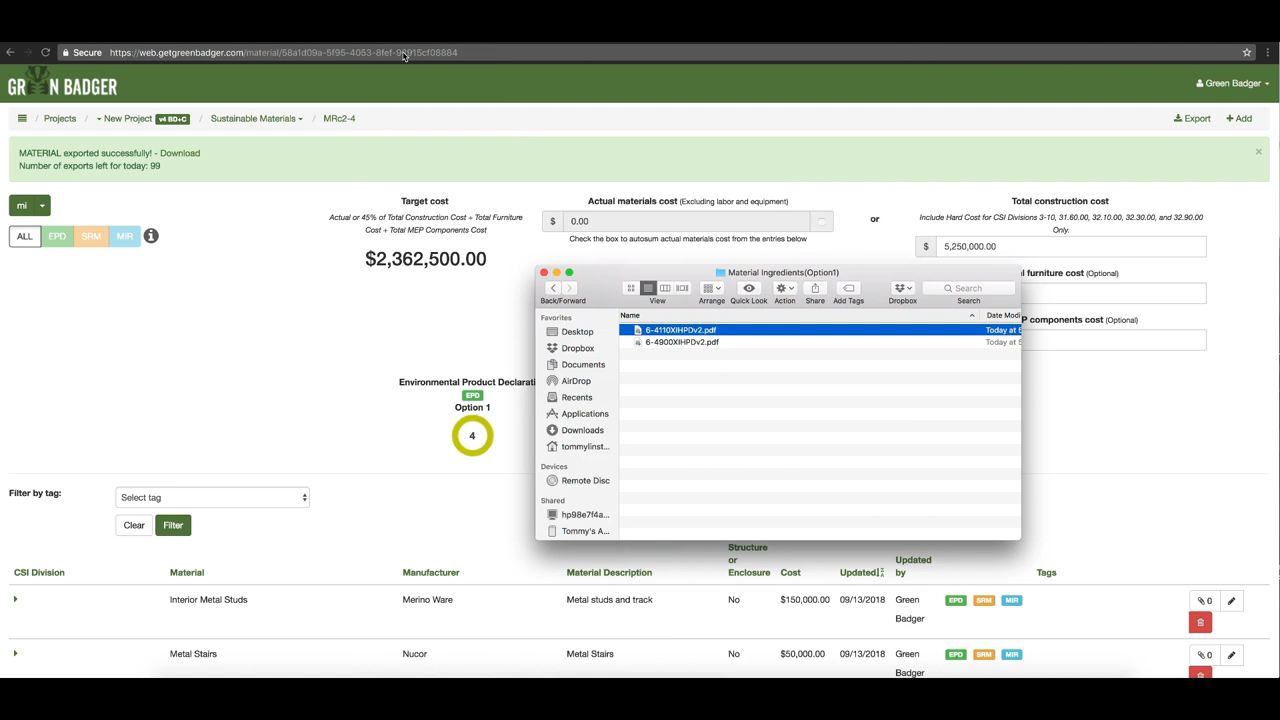 Secure https://web.getgreenbadger.com/material/58a1d09a-5f95-4053-8fef-96915cf08884
GREEN BADGER
Green Badger
Projects / New Project v4 BD+C / Sustainable Materials / MRc2-4
Export + Add
MATERIAL exported successfully! - Download
Number of exports left for today: 99
×
mi
ALL EPD SRM MIR
Target cost
Actual or 45% of Total Construction Cost + Total Furniture
Cost + Total MEP Components Cost
$2,362,500.00
Actual materials cost (Excluding labor and equipment)
$ 0.00
Check the box to autosum actual materials cost from the entries below
or
Total construction cost
Include Hard Cost for CSI Divisions 3-10, 31.60.00, 32.10.00, 32.30.00, and 32.90.00
Only.
$ 5,250,000.00
l furniture cost (Optional)
P components cost (Optional)
Material Ingredients(Option1)
Back/Forward View Arrange Quick Look Action Share Add Tags Dropbox Search
Search
Name Date Modi
6-4110XIHPDv2.pdf Today at 5
6-4900XIHPDv2.pdf Today at 5
Favorites
Desktop
Dropbox
Documents
AirDrop
Recents
Applications
Downloads
tommylinst...
Devices
Remote Disc
Shared
hp98e7f4a...
Tommy's A...
Environmental Product Declarati
EPD
Option 1
4
Filter by tag:
Select tag
Clear Filter
CSI Division Material Manufacturer Material Description Structure or Enclosure Cost Updated Updated by Tags
Interior Metal Studs Merino Ware Metal studs and track No $150,000.00 09/13/2018 Green Badger EPD SRM MIR 0
Metal Stairs Nucor Metal Stairs No $50,000.00 09/13/2018 Green Badger EPD SRM MIR 0